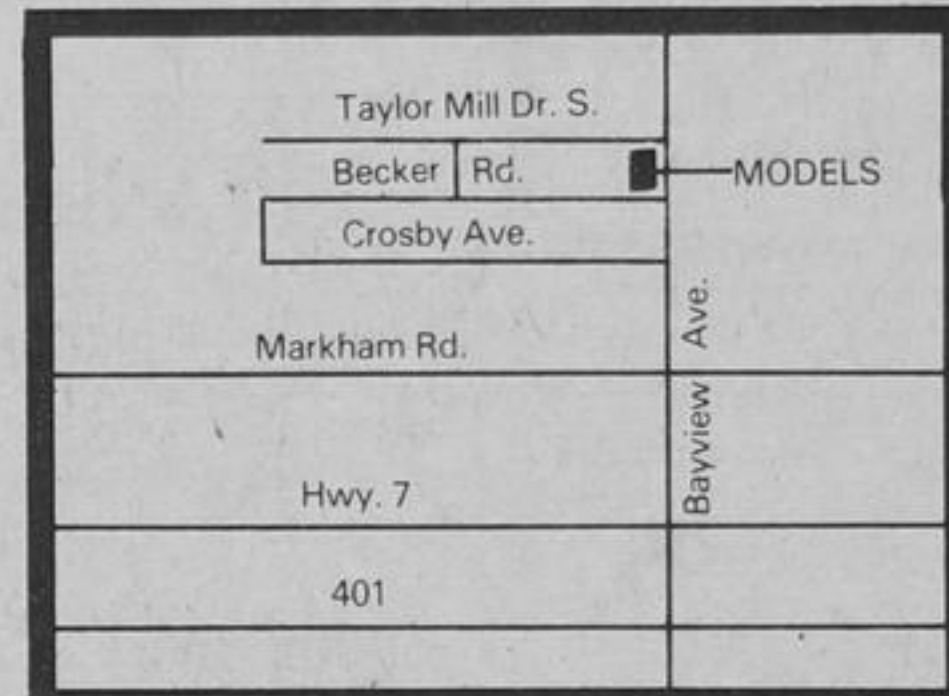 Taylor Mill Dr. S.
Becker Rd.
MODELS
Crosby Ave.
Markham Rd.
Bayview Ave.
Hwy. 7
401